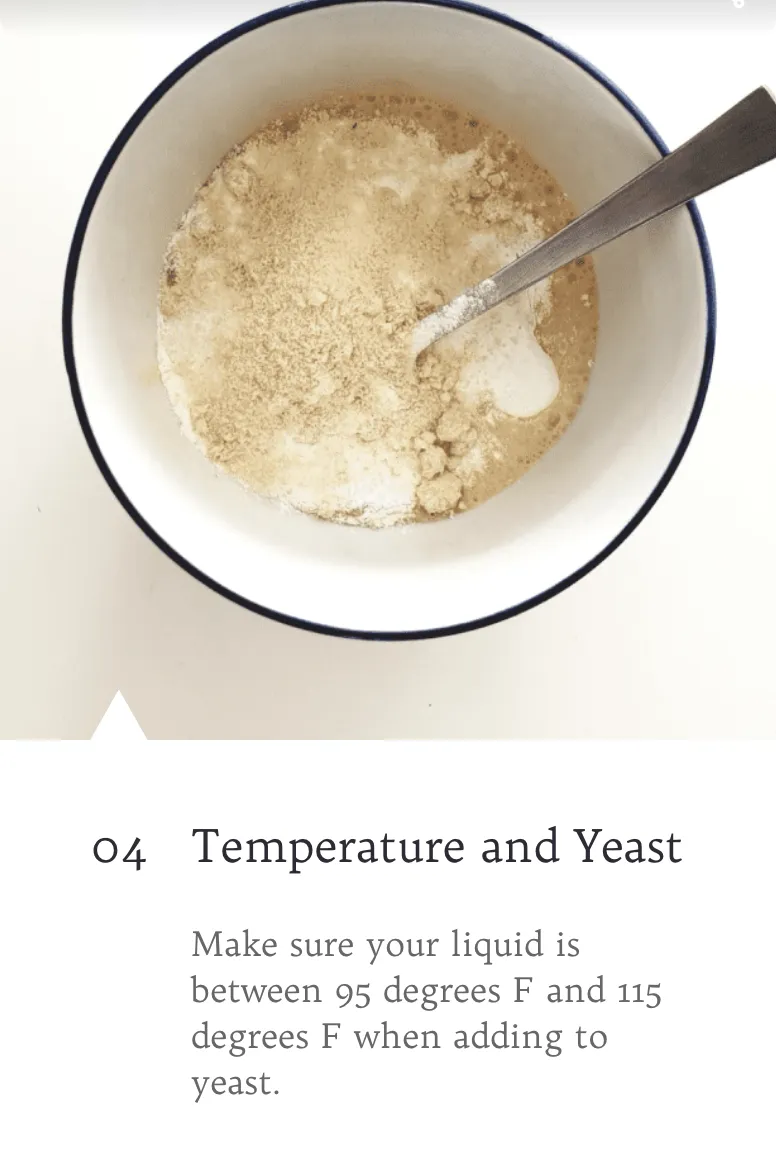 04 Temperature and Yeast
Make sure your liquid is
between 95 degrees F and 115
degrees F when adding to
yeast.